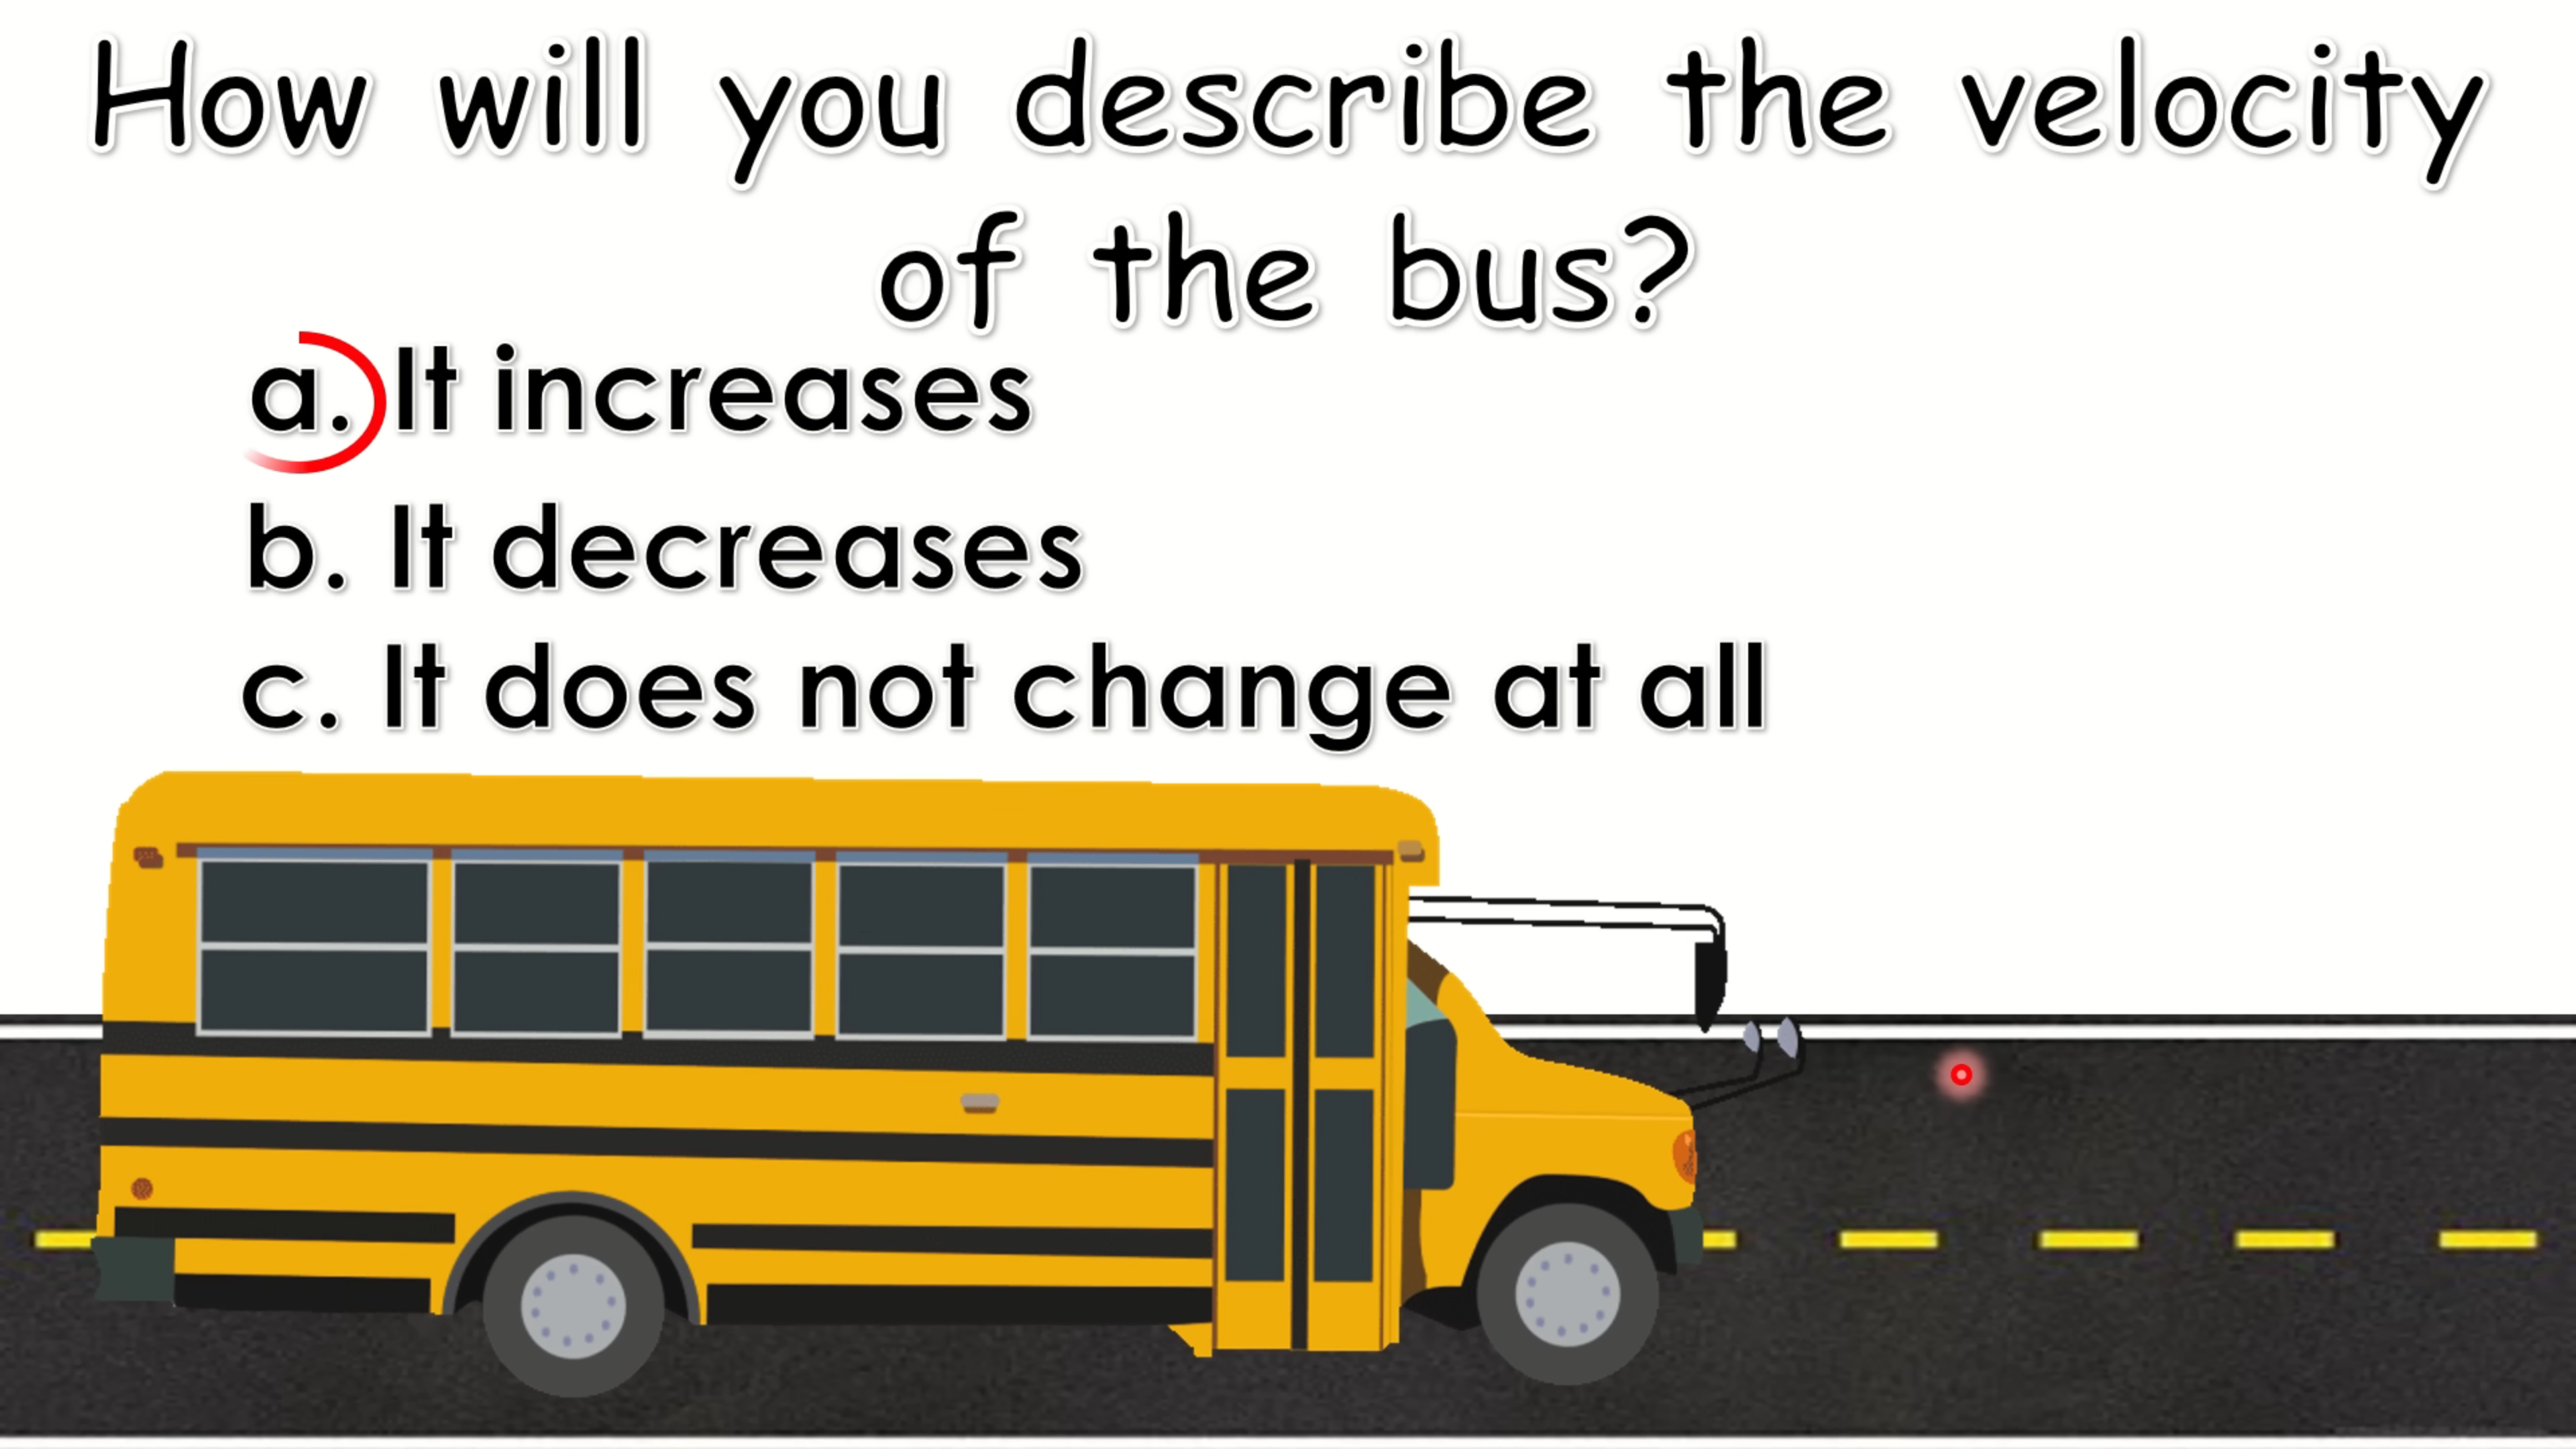 How will you describe the velocity
of the bus?
a. It increases
b. It decreases
c. It does not change at all